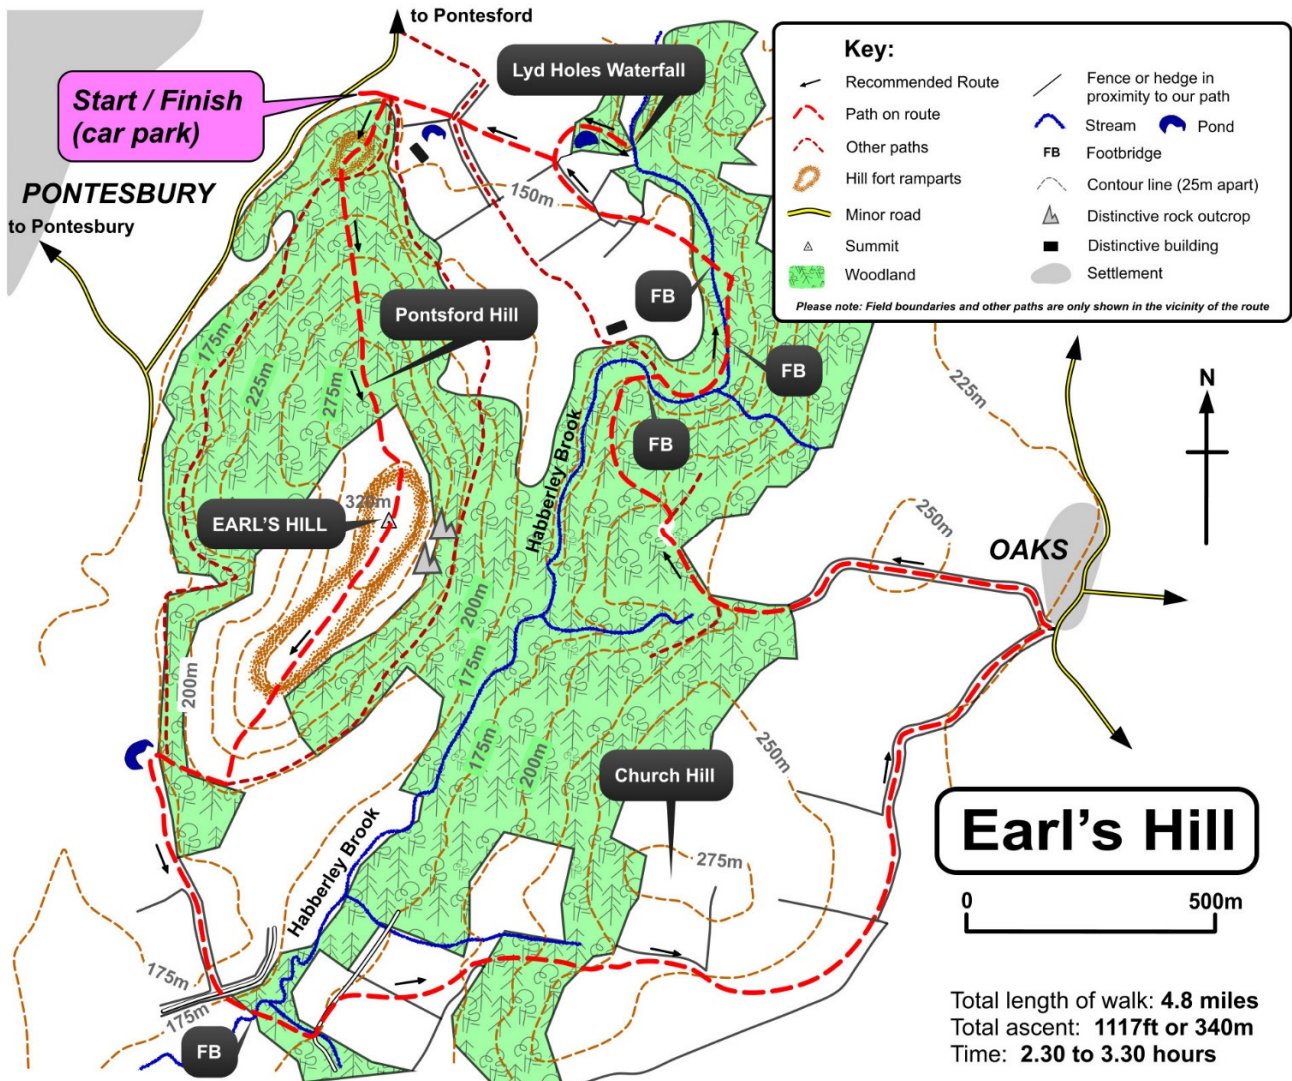 to Pontesford
Start / Finish
(car park)
PONTESBURY
to Pontesbury
Lyd Holes Waterfall
Key:
Recommended Route
Path on route
Other paths
Hill fort ramparts
Minor road
Summit
Woodland
Fence or hedge in
proximity to our path
Stream
Pond
FB
Footbridge
Contour line (25m apart)
Distinctive rock outcrop
Distinctive building
Settlement
Please note: Field boundaries and other paths are only shown in the vicinity of the route
150m
FB
Pontsford Hill
175m
225m
275m
FB
225m
N
FB
Habberley Brook
320m
EARL'S HILL
250m
OAKS
200m
175m
200m
175m
200m
250m
Church Hill
275m
Habberley Brook
175m
175m
FB
Earl's Hill
0
500m
Total length of walk: 4.8 miles
Total ascent: 1117ft or 340m
Time: 2.30 to 3.30 hours